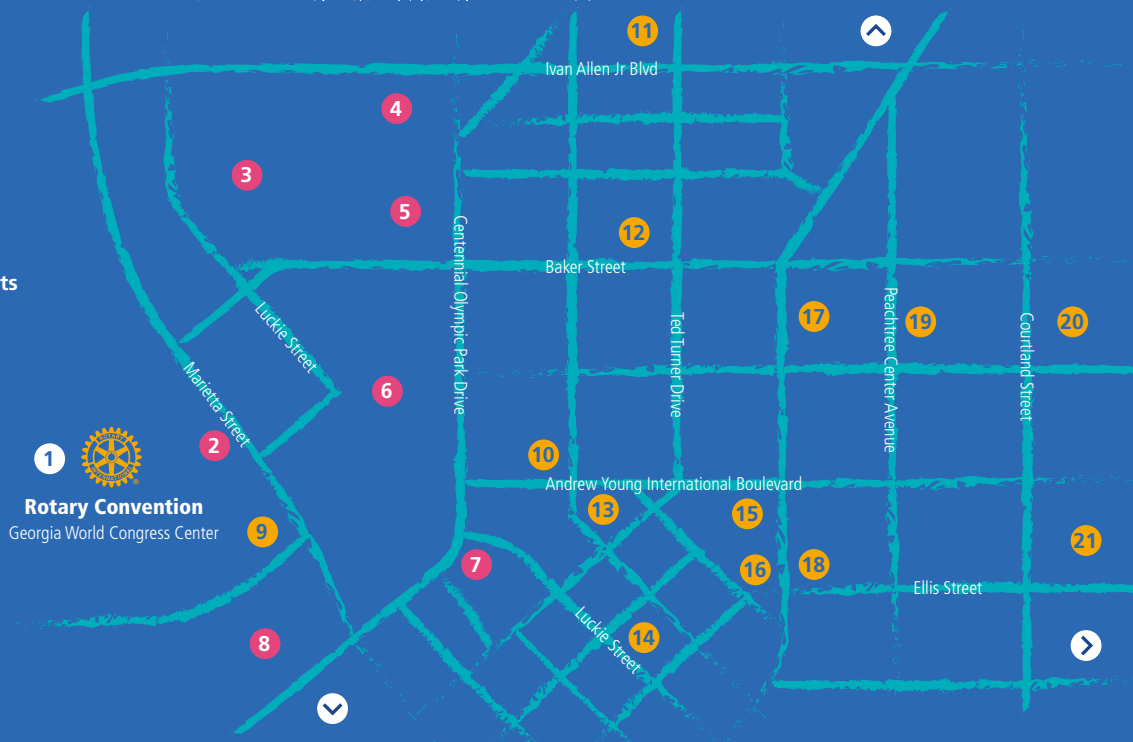 11
Ivan Allen Jr Blvd
4
3
5
12
Centennial Olympic Park Drive
Baker Street
ts
Luckie Street
Ted Turner Drive
17
Peachtree Center Avenue
19
Courtland Street
20
Marietta Street
6
2
1
ROTARY
INTERNATIONAL
Rotary Convention
Georgia World Congress Center
10
Andrew Young International Boulevard
13
15
9
7
16
18
21
Ellis Street
Luckie Street
14
8